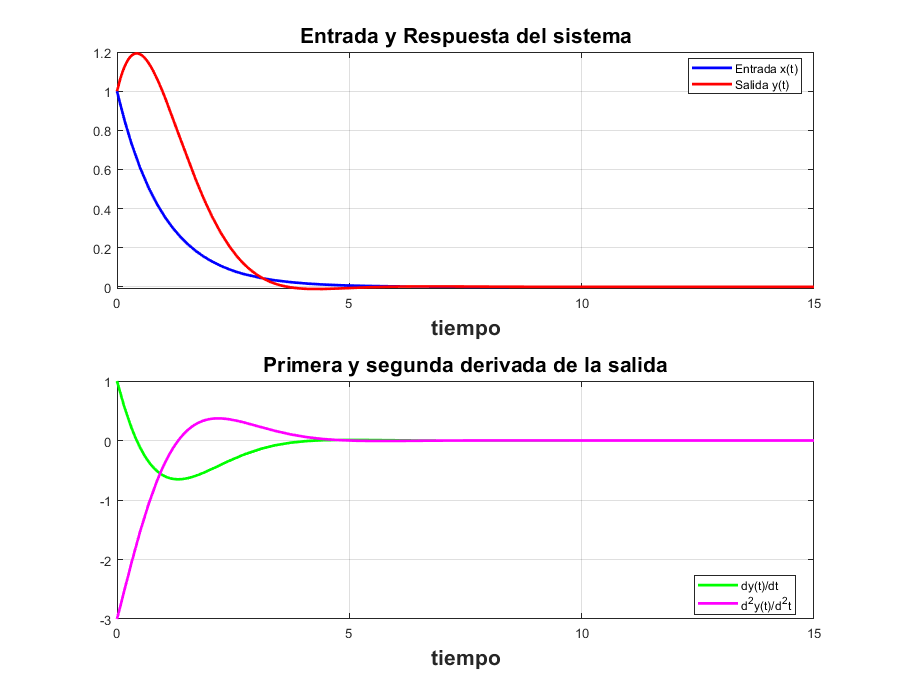 Entrada y Respuesta del sistema
1.2
1
0.8
0.6
0.4
0.2
0
Entrada x(t)
Salida y(t)
0 5 10 15
tiempo
Primera y segunda derivada de la salida
1
0
-1
-2
-3
dy(t)/dt
d²y(t)/d²t
0 5 10 15
tiempo